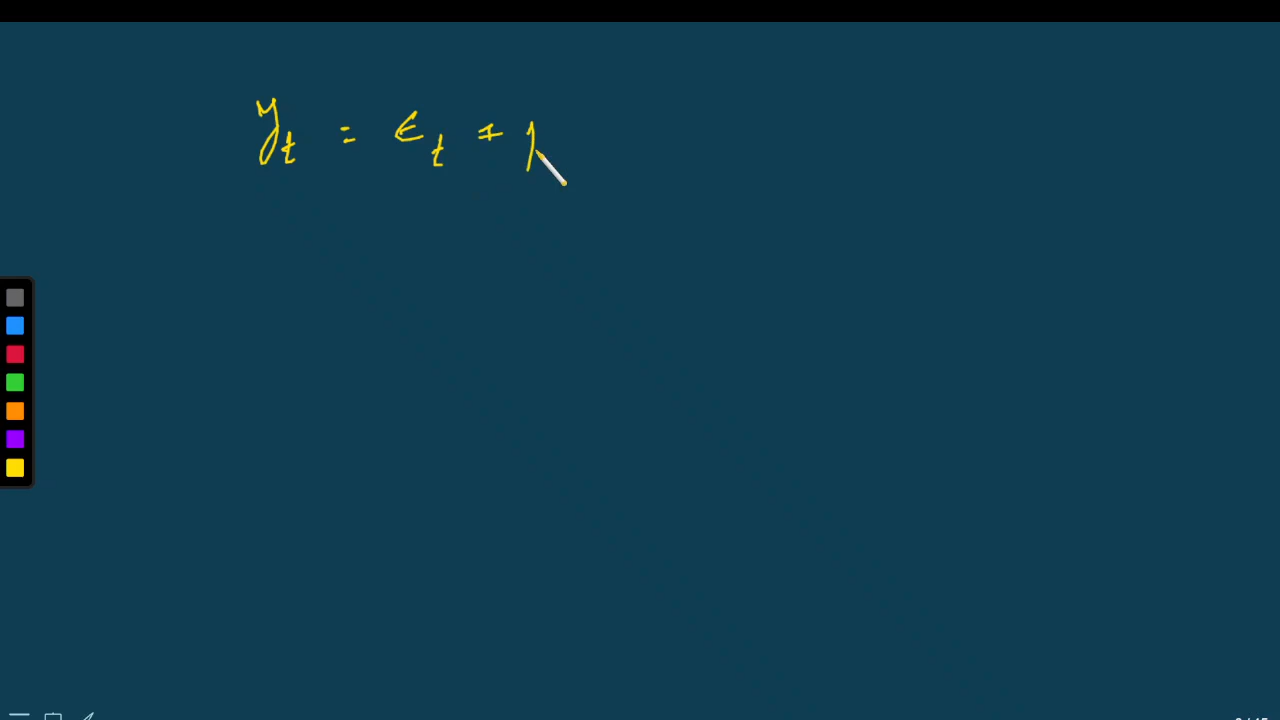 y_t = ε_t +